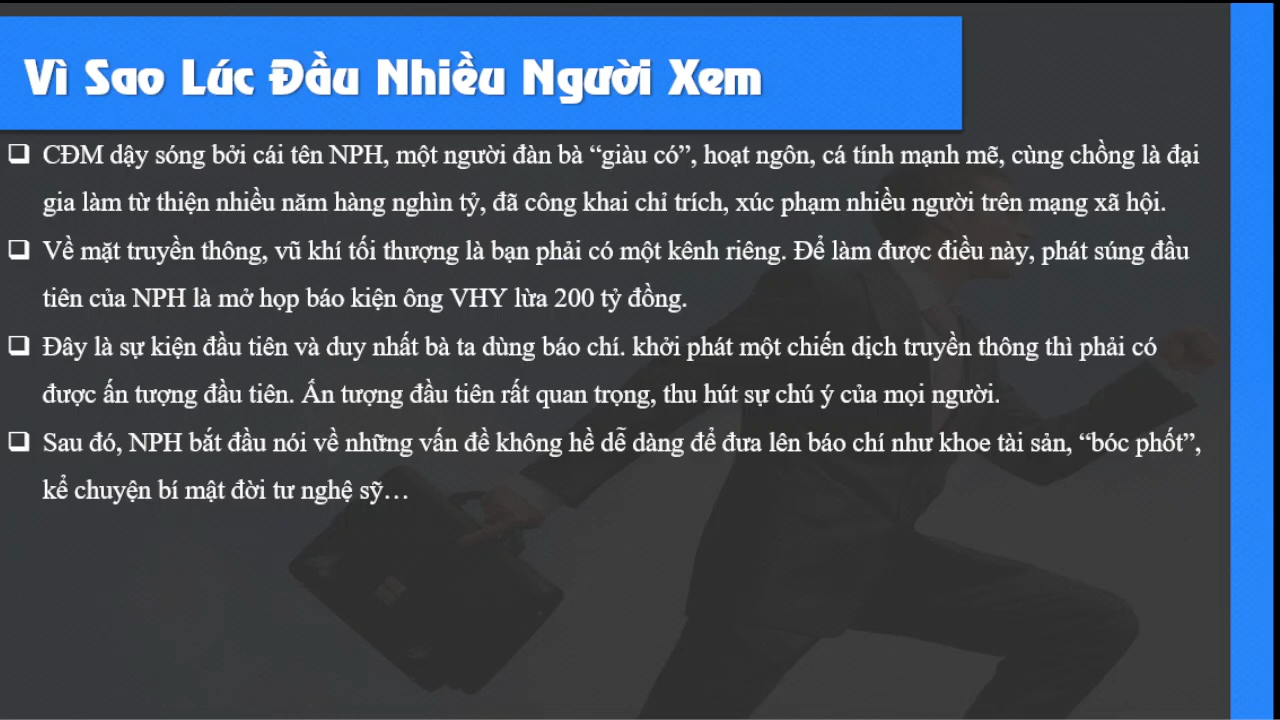 Vì Sao Lúc Đầu Nhiều Người Xem
❑ CĐM dậy sóng bởi cái tên NPH, một người đàn bà “giàu có”, hoạt ngôn, cá tính mạnh mẽ, cùng chồng là đại
gia làm từ thiện nhiều năm hàng nghìn tỷ, đã công khai chỉ trích, xúc phạm nhiều người trên mạng xã hội.
❑ Về mặt truyền thông, vũ khí tối thượng là bạn phải có một kênh riêng. Để làm được điều này, phát súng đầu
tiên của NPH là mở họp báo kiện ông VHY lừa 200 tỷ đồng.
❑ Đây là sự kiện đầu tiên và duy nhất bà ta dùng báo chí. khởi phát một chiến dịch truyền thông thì phải có
được ấn tượng đầu tiên. Ấn tượng đầu tiên rất quan trọng, thu hút sự chú ý của mọi người.
❑ Sau đó, NPH bắt đầu nói về những vấn đề không hề dễ dàng để đưa lên báo chí như khoe tài sản, “bóc phốt”,
kể chuyện bí mật đời tư nghệ sỹ…